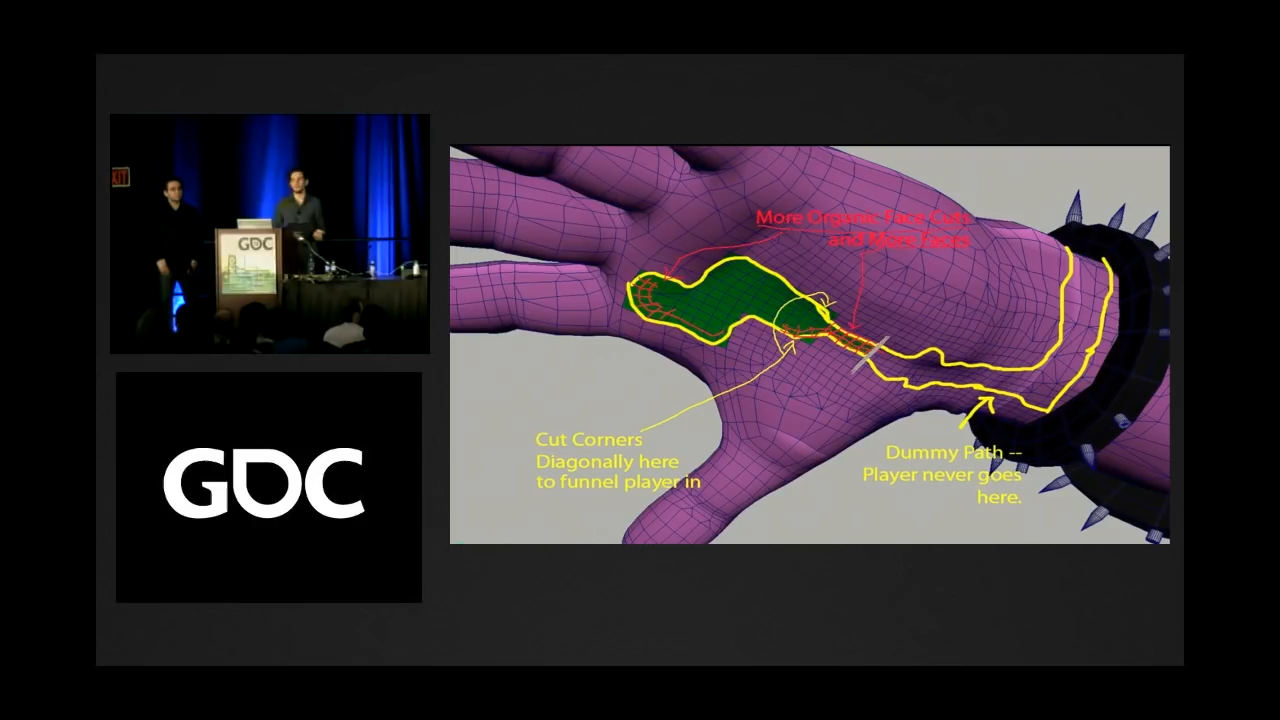 EXIT
GDC
GDC
More Organic Face Cuts
and More Faces
Cut Corners
Diagonally here
to funnel player in
Dummy Path --
Player never goes
here.